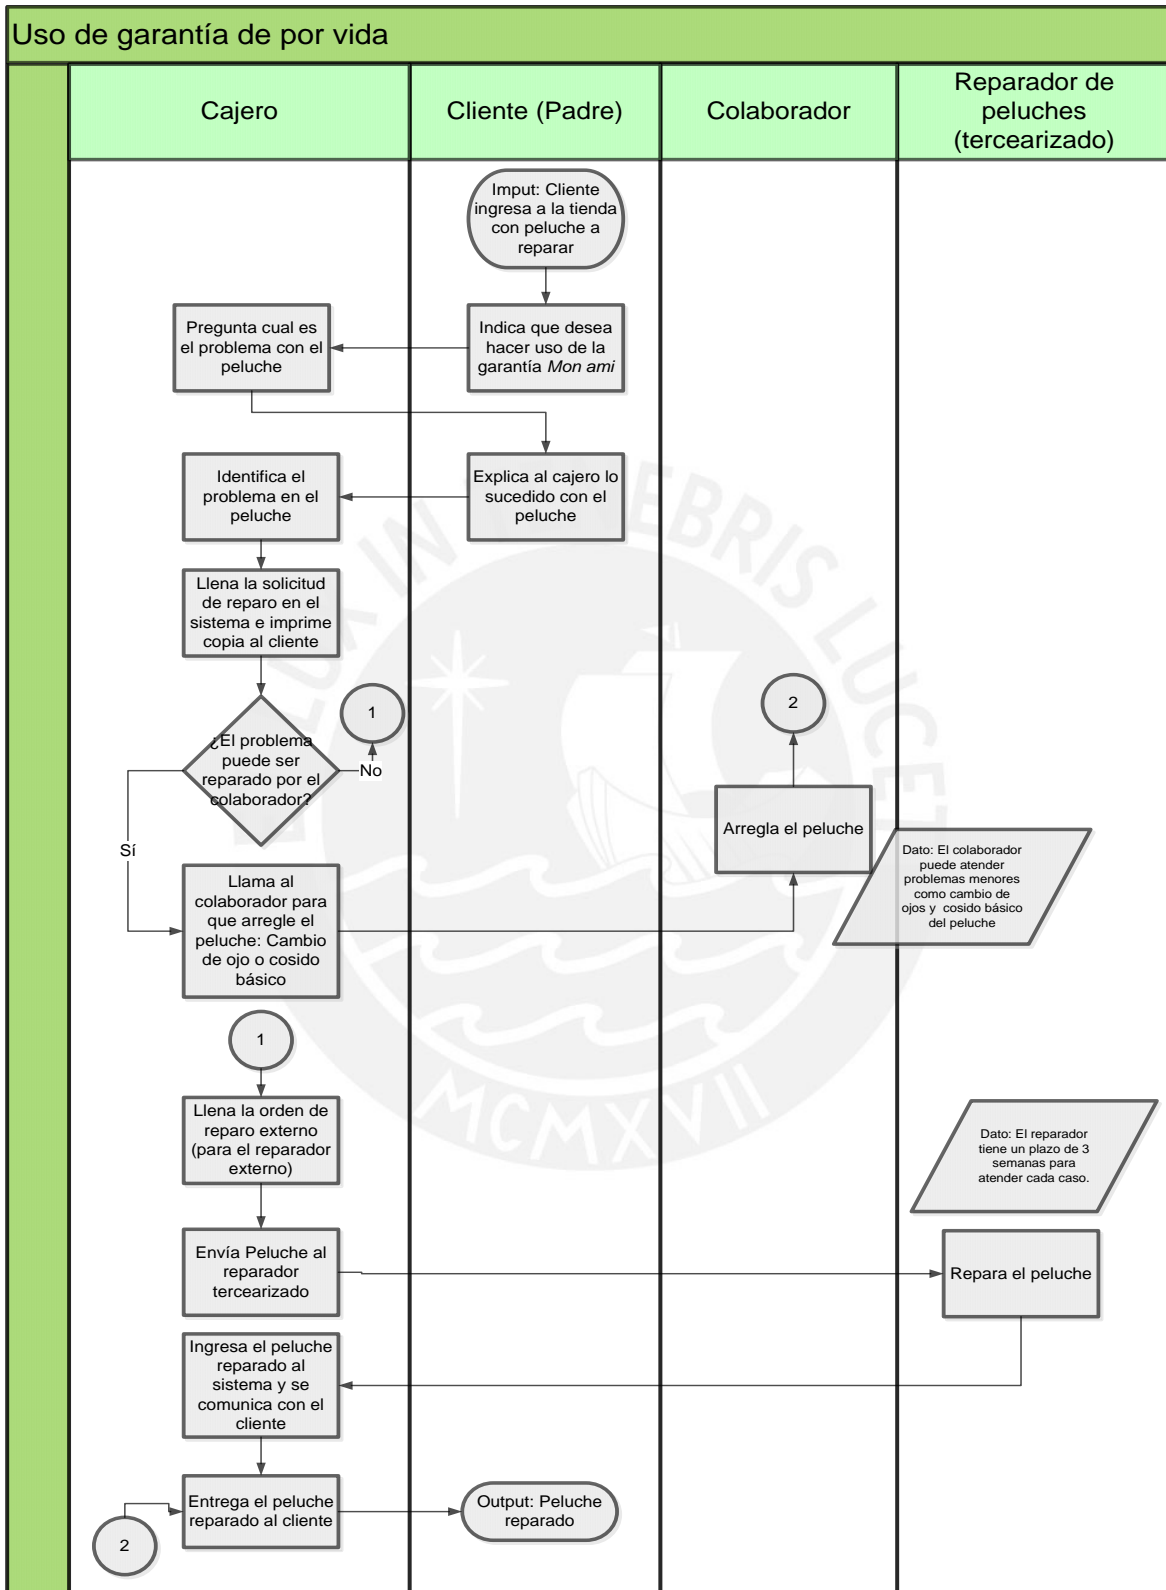 Uso de garantía de por vida
Cajero
Cliente (Padre)
Colaborador
Reparador de
peluches
(tercearizado)
Imput: Cliente
ingresa a la tienda
con peluche a
reparar
Indica que desea
hacer uso de la
garantía Mon ami
Pregunta cual es
el problema con el
peluche
Explica al cajero lo
sucedido con el
peluche
Identifica el
problema en el
peluche
Llena la solicitud
de reparo en el
sistema e imprime
copia al cliente
¿El problema
puede ser
reparado por el
colaborador?
No
1
Sí
Llama al
colaborador para
que arregle el
peluche: Cambio
de ojo o cosido
básico
2
Arregla el peluche
Dato: El colaborador
puede atender
problemas menores
como cambio de
ojos y cosido básico
del peluche
1
Llena la orden de
reparo externo
(para el reparador
externo)
Envía Peluche al
reparador
tercearizado
Dato: El reparador
tiene un plazo de 3
semanas para
atender cada caso.
Repara el peluche
Ingresa el peluche
reparado al
sistema y se
comunica con el
cliente
Entrega el peluche
reparado al cliente
2
Output: Peluche
reparado
IN
EBRIS LUCET
MCMXVII